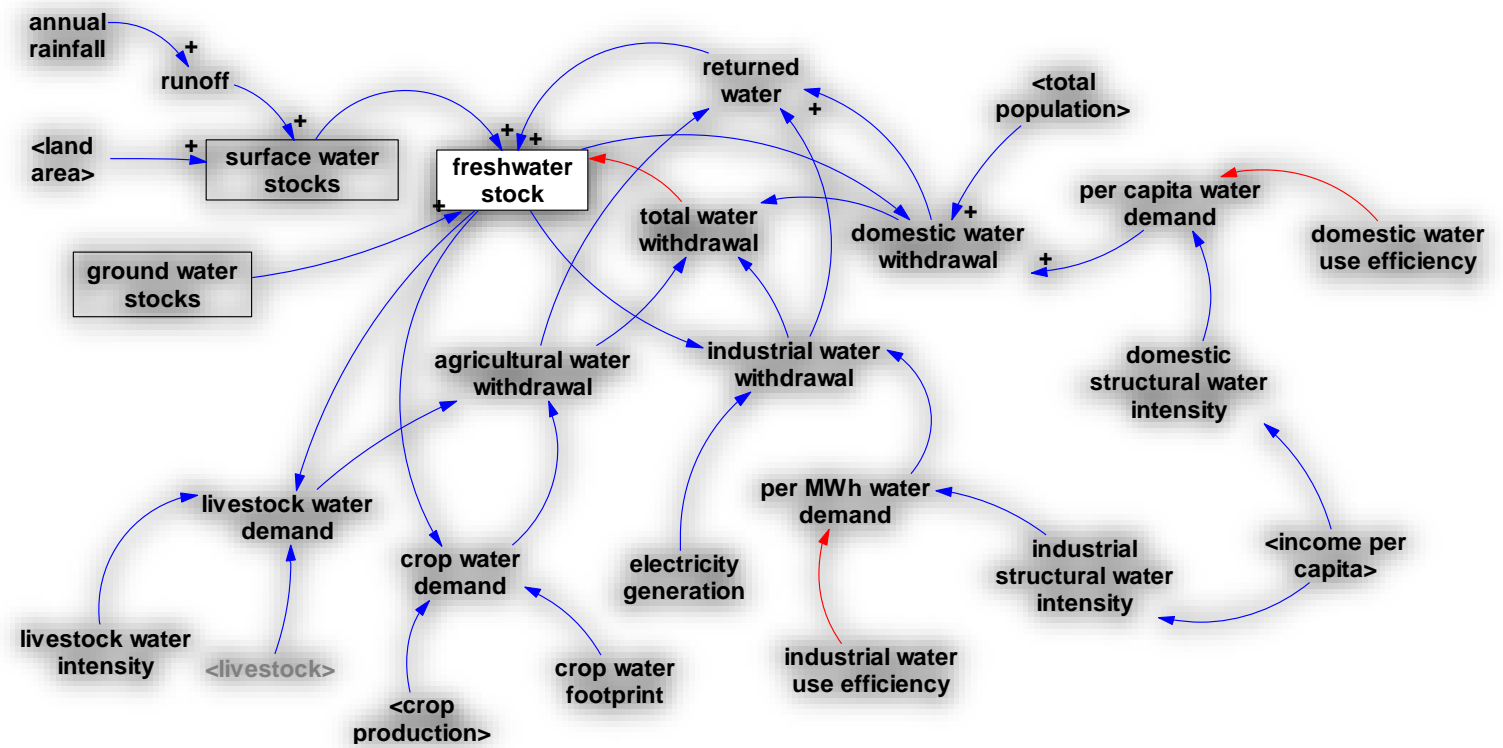 annual
rainfall
+
runoff
+
<land
area>
+
surface water
stocks
+
+
freshwater
stock
+
ground water
stocks
returned
water
+
<total
population>
total water
withdrawal
+
domestic water
withdrawal
+
per capita water
demand
domestic water
use efficiency
agricultural water
withdrawal
industrial water
withdrawal
domestic
structural water
intensity
livestock water
demand
per MWh water
demand
crop water
demand
electricity
generation
industrial
structural water
intensity
<income per
capita>
livestock water
intensity
<livestock>
<crop
production>
crop water
footprint
industrial water
use efficiency